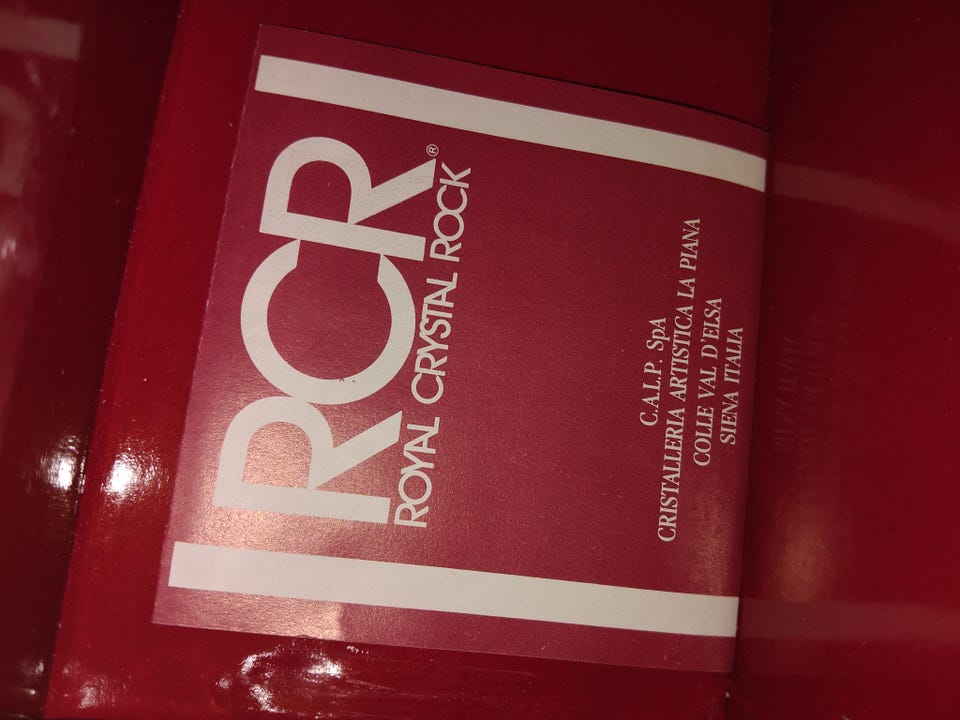 RCR®
ROYAL CRYSTAL ROCK
C.A.L.P. SpA
CRISTALLERIA ARTISTICA LA PIANA
COLLE VAL D'ELSA
SIENA ITALIA